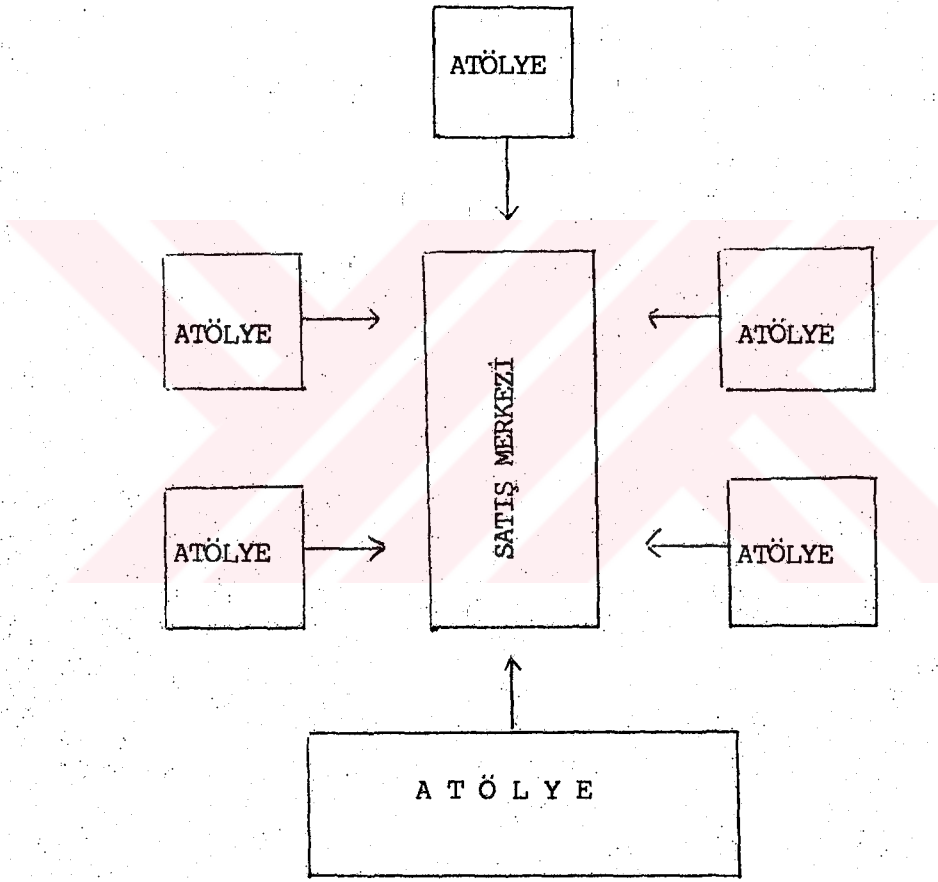 ATÖLYE
ATÖLYE
SATIŞ MERKEZİ
ATÖLYE
ATÖLYE
ATÖLYE
A T Ö L Y E